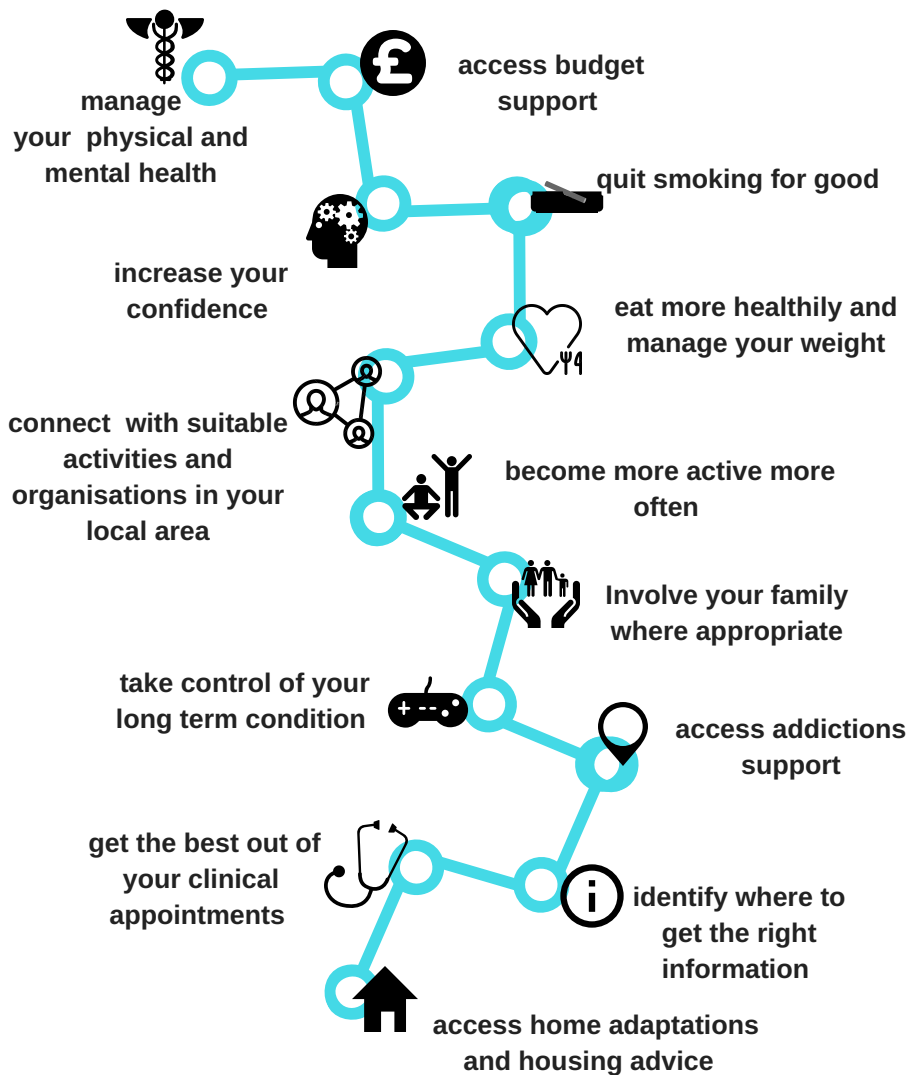 manage
your  physical and
mental health
access budget
support
quit smoking for good
increase your
confidence
eat more healthily and
manage your weight
connect  with suitable
activities and
organisations in your
local area
become more active more
often
Involve your family
where appropriate
take control of your
long term condition
access addictions
support
get the best out of
your clinical
appointments
identify where to
get the right
information
access home adaptations
and housing advice